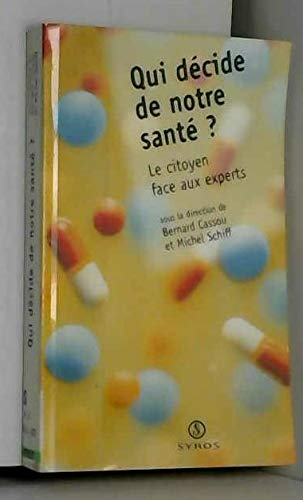 Qui décide
de notre
santé ?
Le citoyen
face aux experts
sous la direction de
Bernard Cassou
et Michel Schiff
S
SYROS
Qui décide de notre santé ?
S